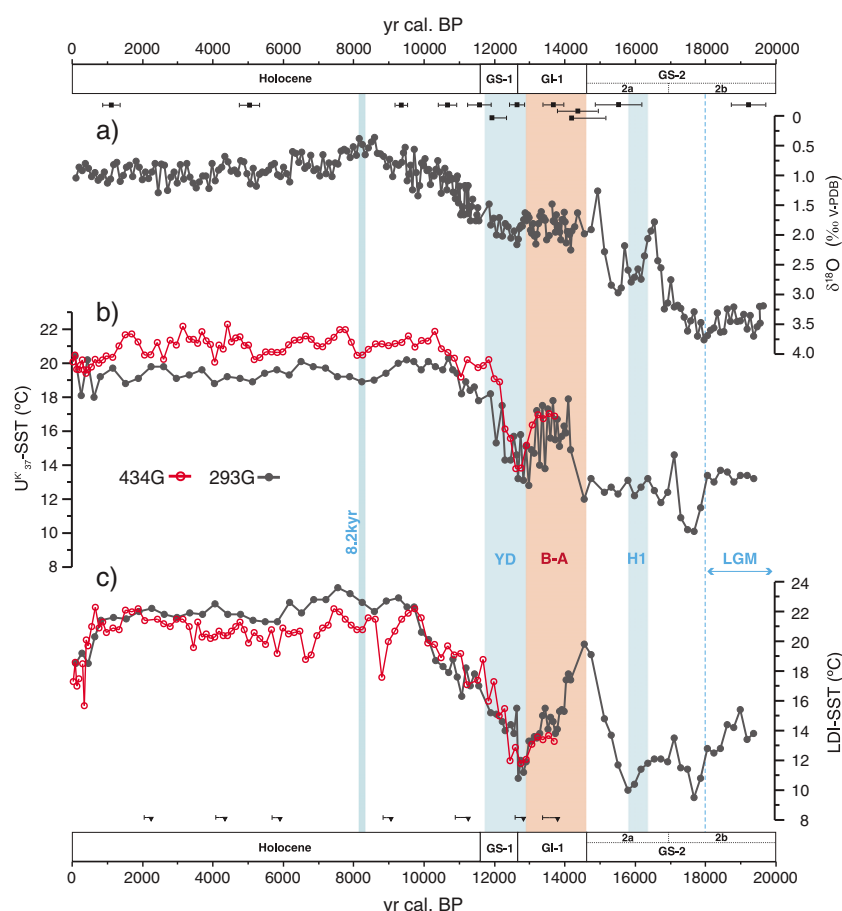 yr cal. BP
0 2000 4000 6000 8000 10000 12000 14000 16000 18000 20000
Holocene GS-1 GI-1 GS-2
2a 2b
a)
0
0.5
1.0
1.5
2.0
2.5
3.0
3.5
4.0
δ18O (‰ V-PDB)
b)
22
20
18
16
14
12
10
8
UK'37-SST (ºC)
434G 293G
8.2kyr
YD B-A H1 LGM
c)
24
22
20
18
16
14
12
10
8
LDI-SST (ºC)
2a 2b
Holocene GS-1 GI-1 GS-2
0 2000 4000 6000 8000 10000 12000 14000 16000 18000 20000
yr cal. BP